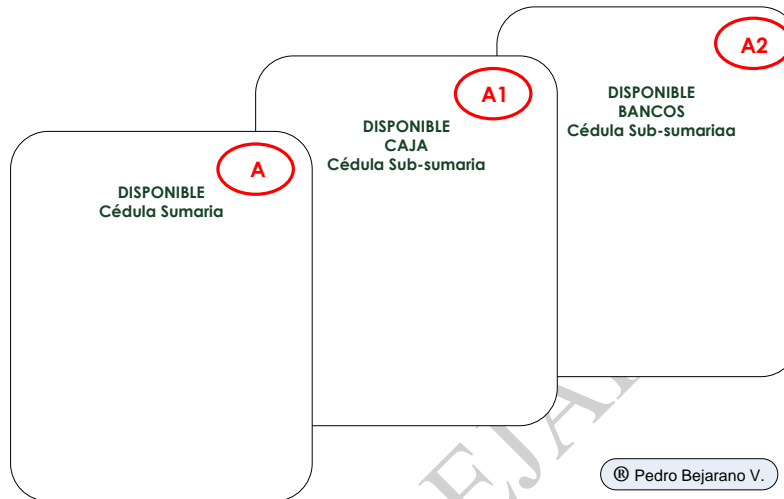 A
DISPONIBLE
Cédula Sumaria
A1
DISPONIBLE
CAJA
Cédula Sub-sumaria
A2
DISPONIBLE
BANCOS
Cédula Sub-sumariaa
® Pedro Bejarano V.